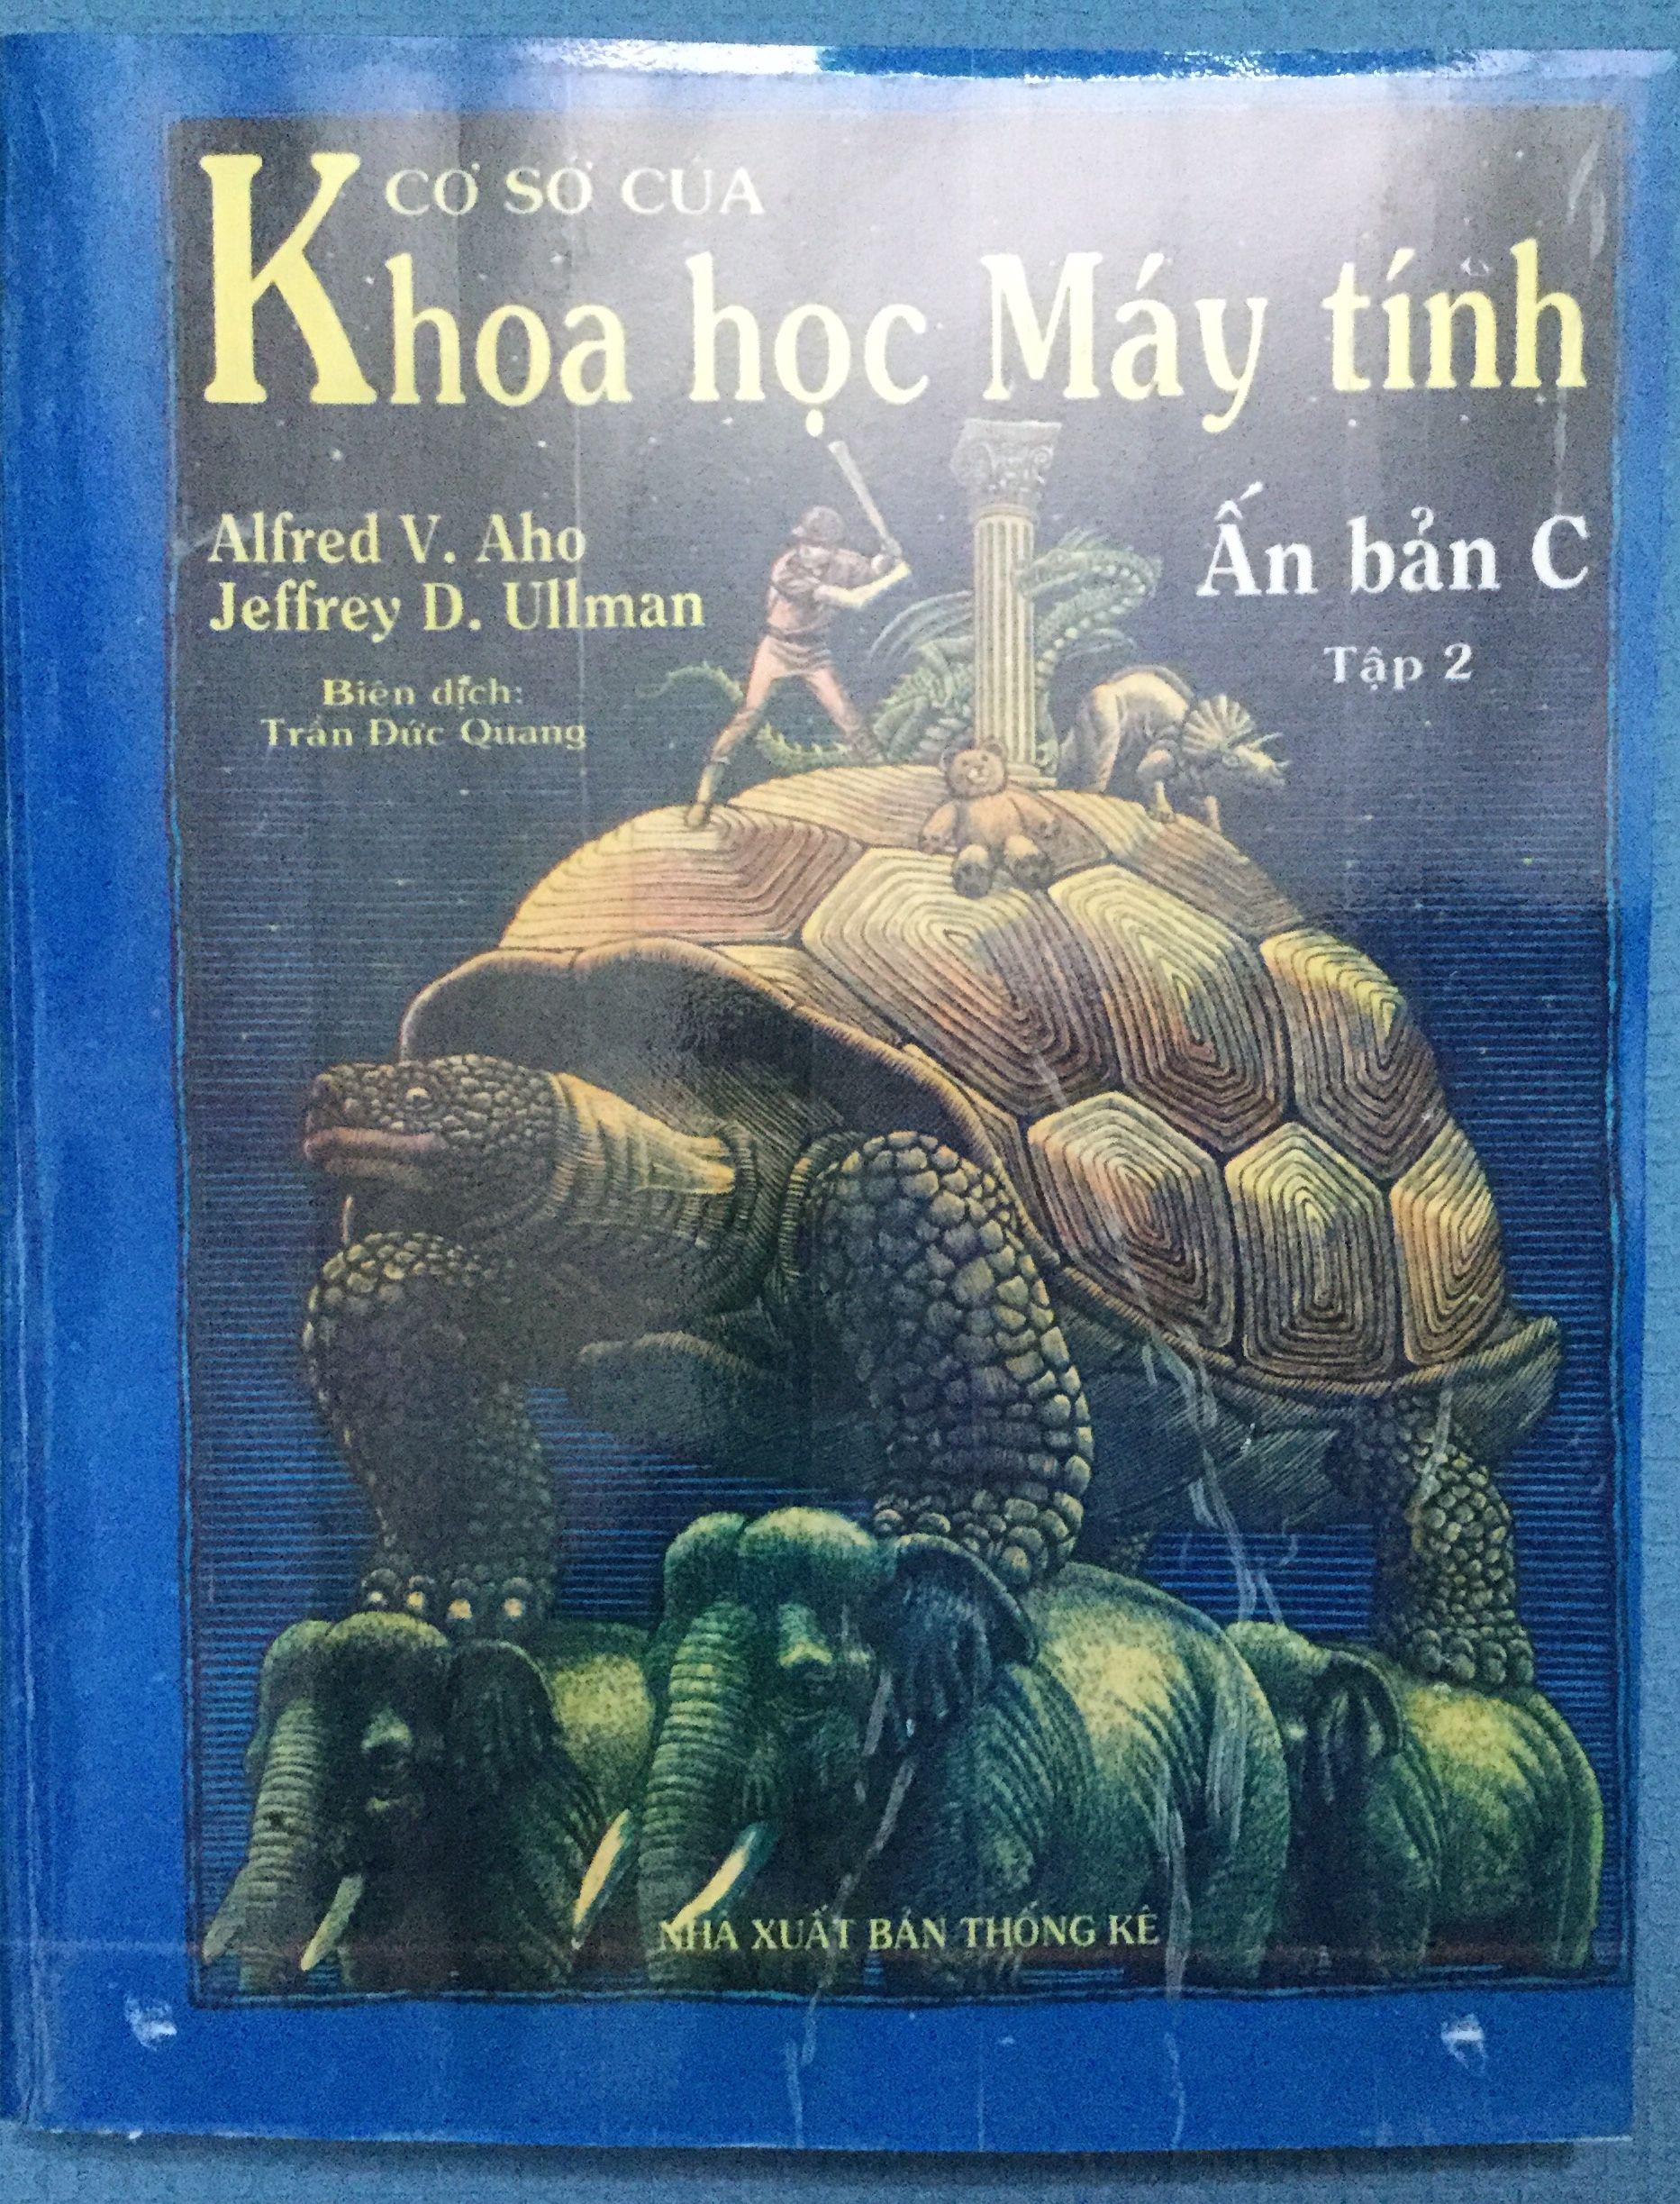 CƠ SỞ CỦA
Khoa học Máy tính
Alfred V. Aho
Jeffrey D. Ullman
Ấn bản C
Tập 2
Biên dịch:
Trần Đức Quang
NHÀ XUẤT BẢN THỐNG KÊ